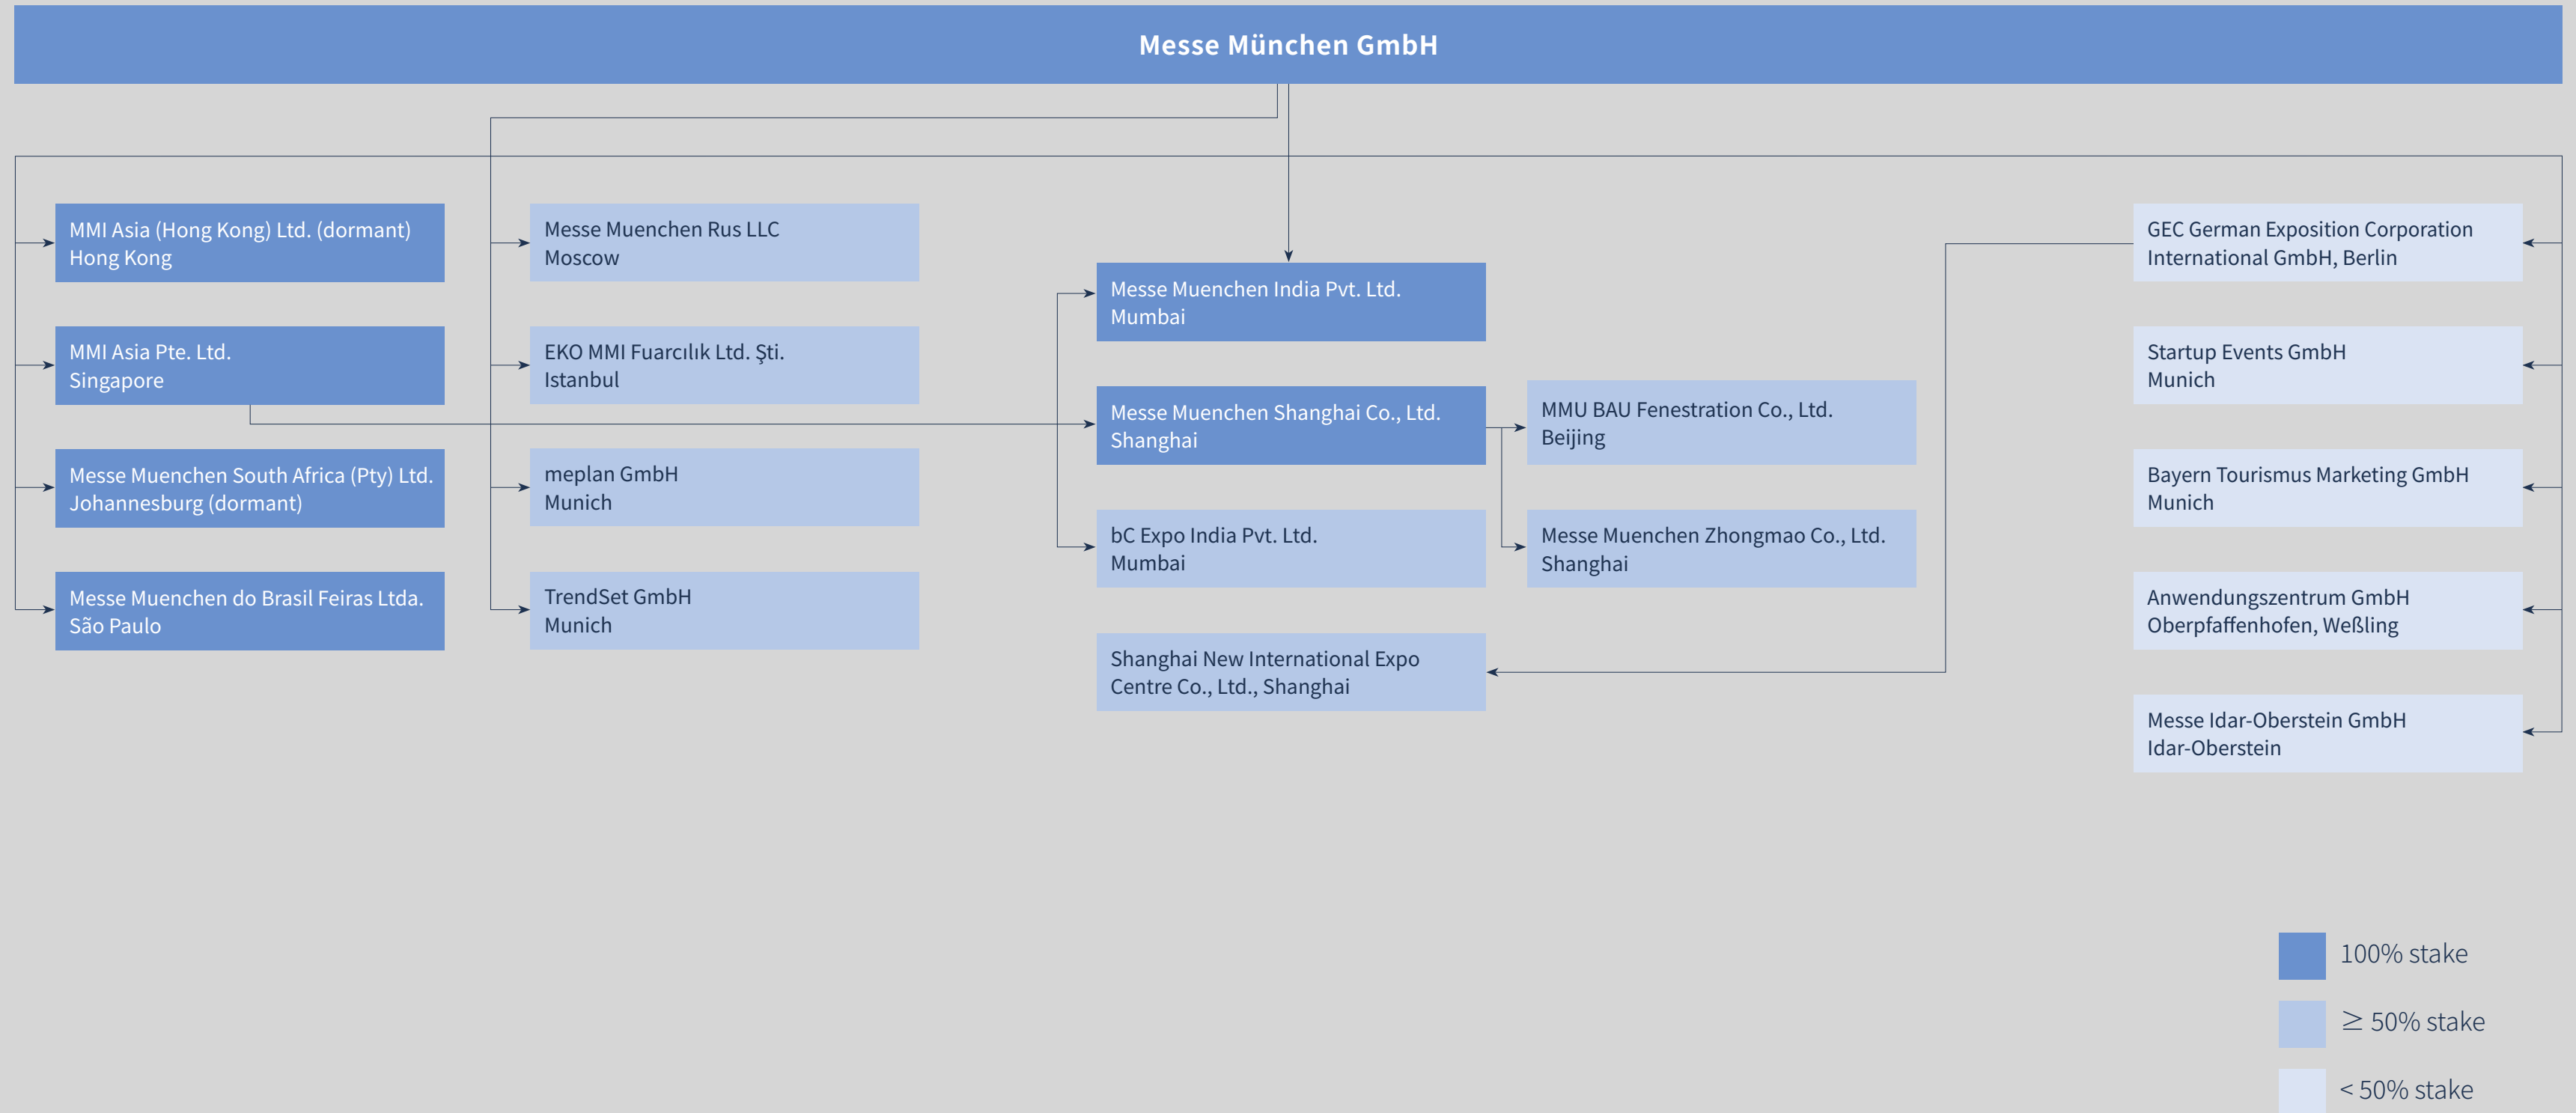 Messe München GmbH
MMI Asia (Hong Kong) Ltd. (dormant)
Hong Kong
MMI Asia Pte. Ltd.
Singapore
Messe Muenchen South Africa (Pty) Ltd.
Johannesburg (dormant)
Messe Muenchen do Brasil Feiras Ltda.
São Paulo
Messe Muenchen Rus LLC
Moscow
EKO MMI Fuarcılık Ltd. Şti.
Istanbul
meplan GmbH
Munich
TrendSet GmbH
Munich
Messe Muenchen India Pvt. Ltd.
Mumbai
Messe Muenchen Shanghai Co., Ltd.
Shanghai
bC Expo India Pvt. Ltd.
Mumbai
Shanghai New International Expo
Centre Co., Ltd., Shanghai
MMU BAU Fenestration Co., Ltd.
Beijing
Messe Muenchen Zhongmao Co., Ltd.
Shanghai
GEC German Exposition Corporation
International GmbH, Berlin
Startup Events GmbH
Munich
Bayern Tourismus Marketing GmbH
Munich
Anwendungszentrum GmbH
Oberpfaffenhofen, Weßling
Messe Idar-Oberstein GmbH
Idar-Oberstein
100% stake
≥ 50% stake
< 50% stake